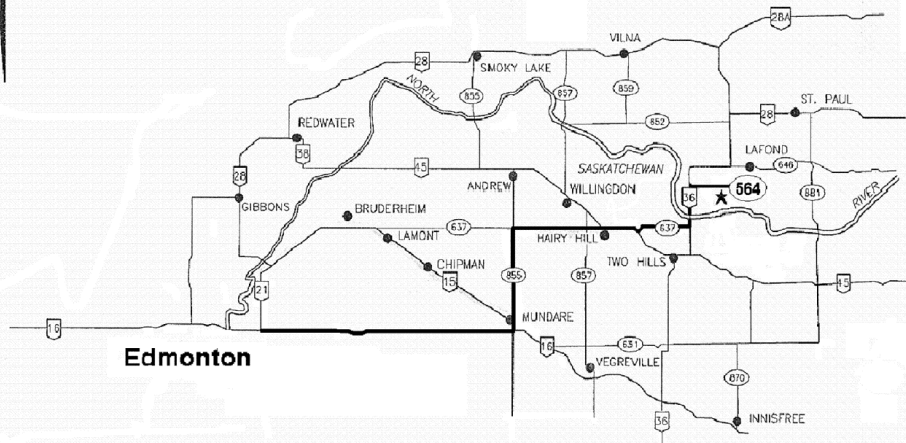 28A
VILNA
28
SMOKY LAKE
NORTH
855
857
859
ST. PAUL
28
852
REDWATER
38
LAFOND
646
45
SASKATCHEWAN
28
ANDREW
WILLINGDON
36
564
881
RIVER
GIBBONS
BRUDERHEIM
637
LAMONT
HAIRY HILL
637
CHIPMAN
855
857
TWO HILLS
15
45
21
MUNDARE
16
16
631
Edmonton
VEGREVILLE
870
36
INNISFREE